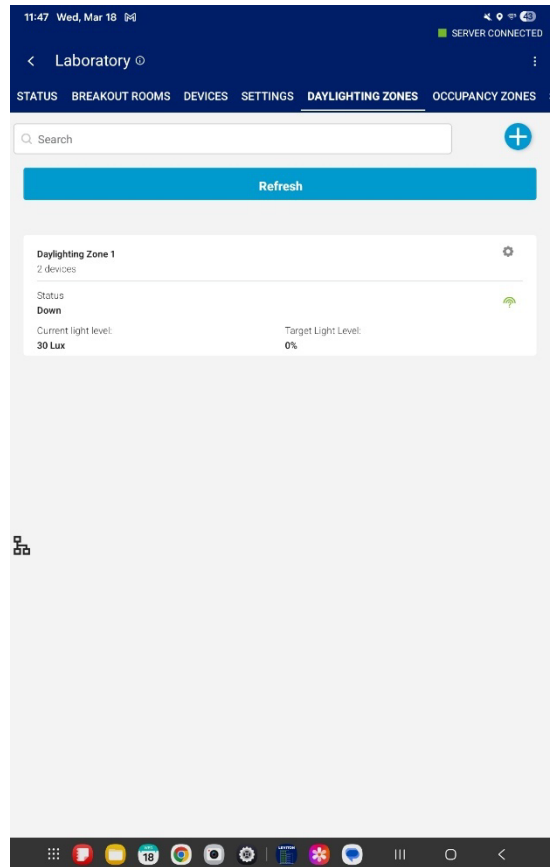 11:47 Wed, Mar 18
43
SERVER CONNECTED
Laboratory
STATUS BREAKOUT ROOMS DEVICES SETTINGS DAYLIGHTING ZONES OCCUPANCY ZONES
Search
Refresh
Daylighting Zone 1
2 devices
Status
Down
Current light level: Target Light Level:
30 Lux 0%
18